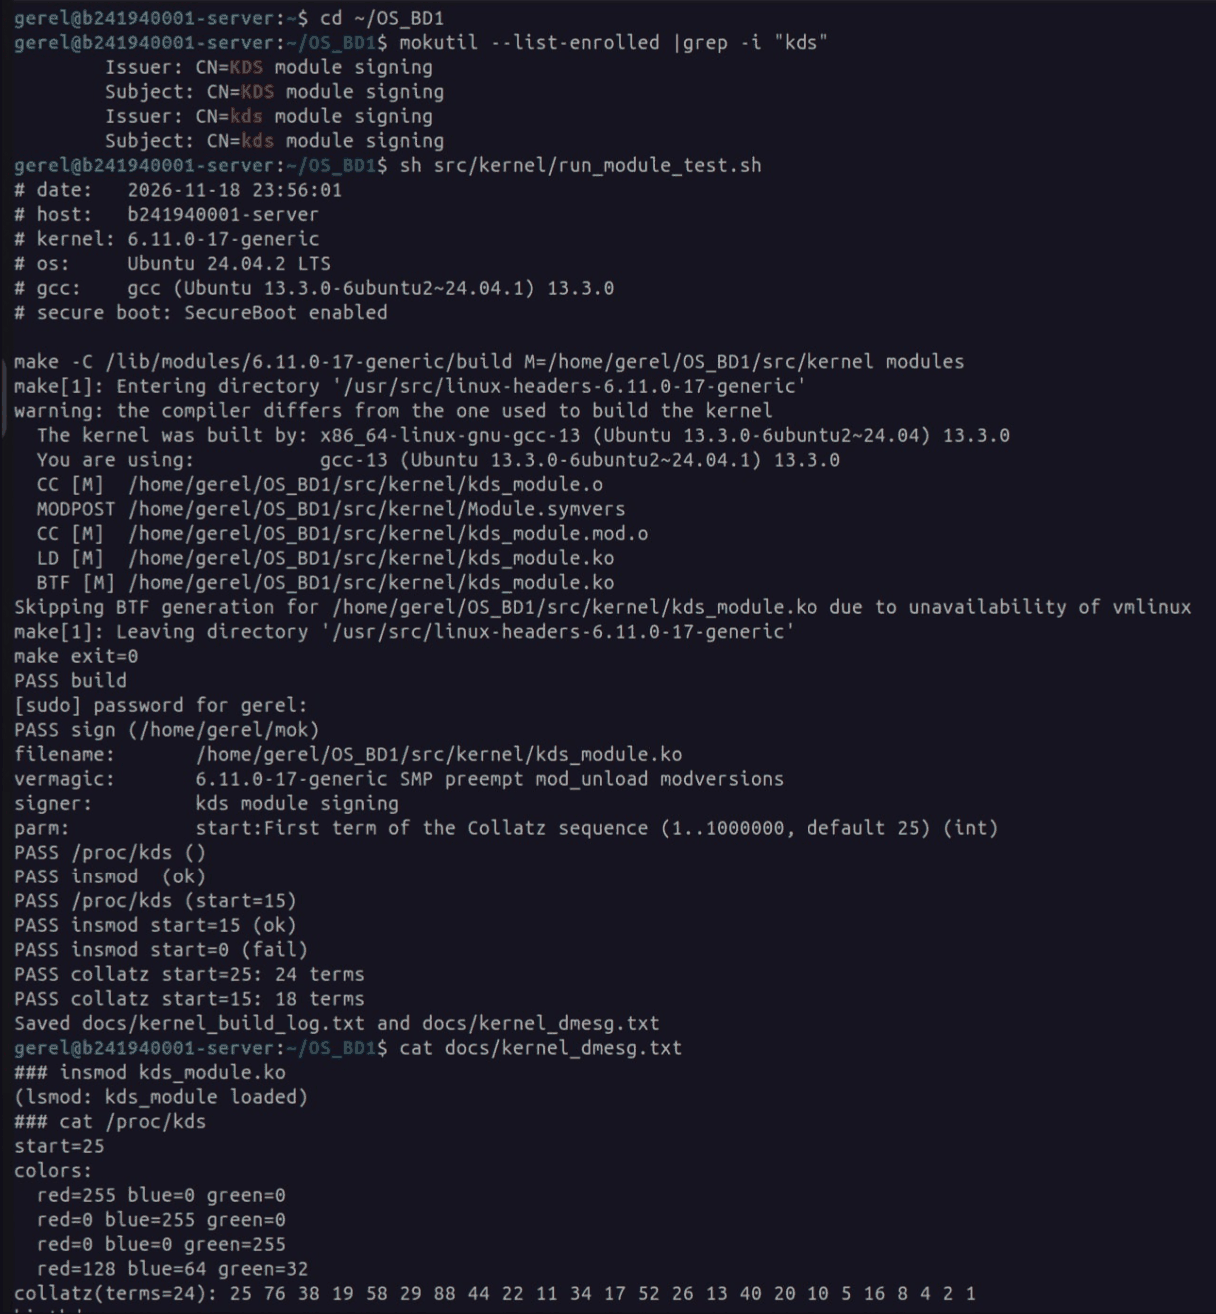 gerel@b241940001-server:~$ cd ~/OS_BD1
gerel@b241940001-server:~/OS_BD1$ mokutil --list-enrolled |grep -i "kds"
        Issuer: CN=KDS module signing
        Subject: CN=KDS module signing
        Issuer: CN=kds module signing
        Subject: CN=kds module signing
gerel@b241940001-server:~/OS_BD1$ sh src/kernel/run_module_test.sh
# date:   2026-11-18 23:56:01
# host:   b241940001-server
# kernel: 6.11.0-17-generic
# os:     Ubuntu 24.04.2 LTS
# gcc:    gcc (Ubuntu 13.3.0-6ubuntu2~24.04.1) 13.3.0
# secure boot: SecureBoot enabled

make -C /lib/modules/6.11.0-17-generic/build M=/home/gerel/OS_BD1/src/kernel modules
make[1]: Entering directory '/usr/src/linux-headers-6.11.0-17-generic'
warning: the compiler differs from the one used to build the kernel
  The kernel was built by: x86_64-linux-gnu-gcc-13 (Ubuntu 13.3.0-6ubuntu2~24.04) 13.3.0
  You are using:           gcc-13 (Ubuntu 13.3.0-6ubuntu2~24.04.1) 13.3.0
  CC [M]  /home/gerel/OS_BD1/src/kernel/kds_module.o
  MODPOST /home/gerel/OS_BD1/src/kernel/Module.symvers
  CC [M]  /home/gerel/OS_BD1/src/kernel/kds_module.mod.o
  LD [M]  /home/gerel/OS_BD1/src/kernel/kds_module.ko
  BTF [M] /home/gerel/OS_BD1/src/kernel/kds_module.ko
Skipping BTF generation for /home/gerel/OS_BD1/src/kernel/kds_module.ko due to unavailability of vmlinux
make[1]: Leaving directory '/usr/src/linux-headers-6.11.0-17-generic'
make exit=0
PASS build
[sudo] password for gerel:
PASS sign (/home/gerel/mok)
filename:       /home/gerel/OS_BD1/src/kernel/kds_module.ko
vermagic:       6.11.0-17-generic SMP preempt mod_unload modversions
signer:         kds module signing
parm:           start:First term of the Collatz sequence (1..1000000, default 25) (int)
PASS /proc/kds ()
PASS insmod  (ok)
PASS /proc/kds (start=15)
PASS insmod start=15 (ok)
PASS insmod start=0 (fail)
PASS collatz start=25: 24 terms
PASS collatz start=15: 18 terms
Saved docs/kernel_build_log.txt and docs/kernel_dmesg.txt
gerel@b241940001-server:~/OS_BD1$ cat docs/kernel_dmesg.txt
### insmod kds_module.ko
(lsmod: kds_module loaded)
### cat /proc/kds
start=25
colors:
  red=255 blue=0 green=0
  red=0 blue=255 green=0
  red=0 blue=0 green=255
  red=128 blue=64 green=32
collatz(terms=24): 25 76 38 19 58 29 88 44 22 11 34 17 52 26 13 40 20 10 5 16 8 4 2 1